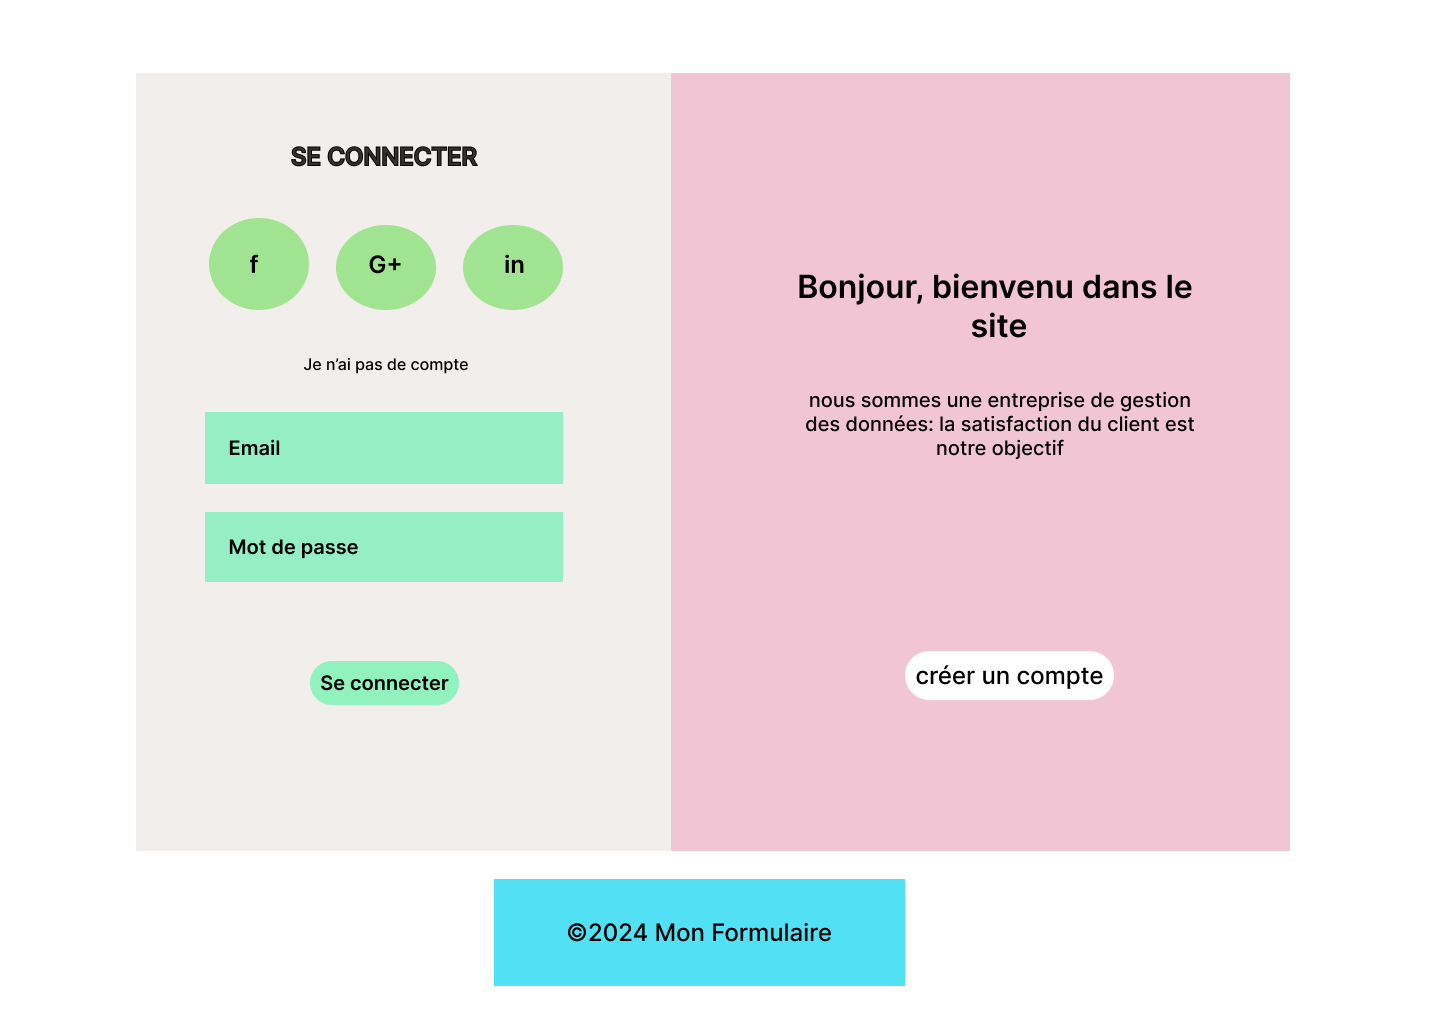 SE CONNECTER
f
G+
in
Je n’ai pas de compte
Email
Mot de passe
Se connecter
Bonjour, bienvenu dans le
site
nous sommes une entreprise de gestion
des données: la satisfaction du client est
notre objectif
créer un compte
©2024 Mon Formulaire